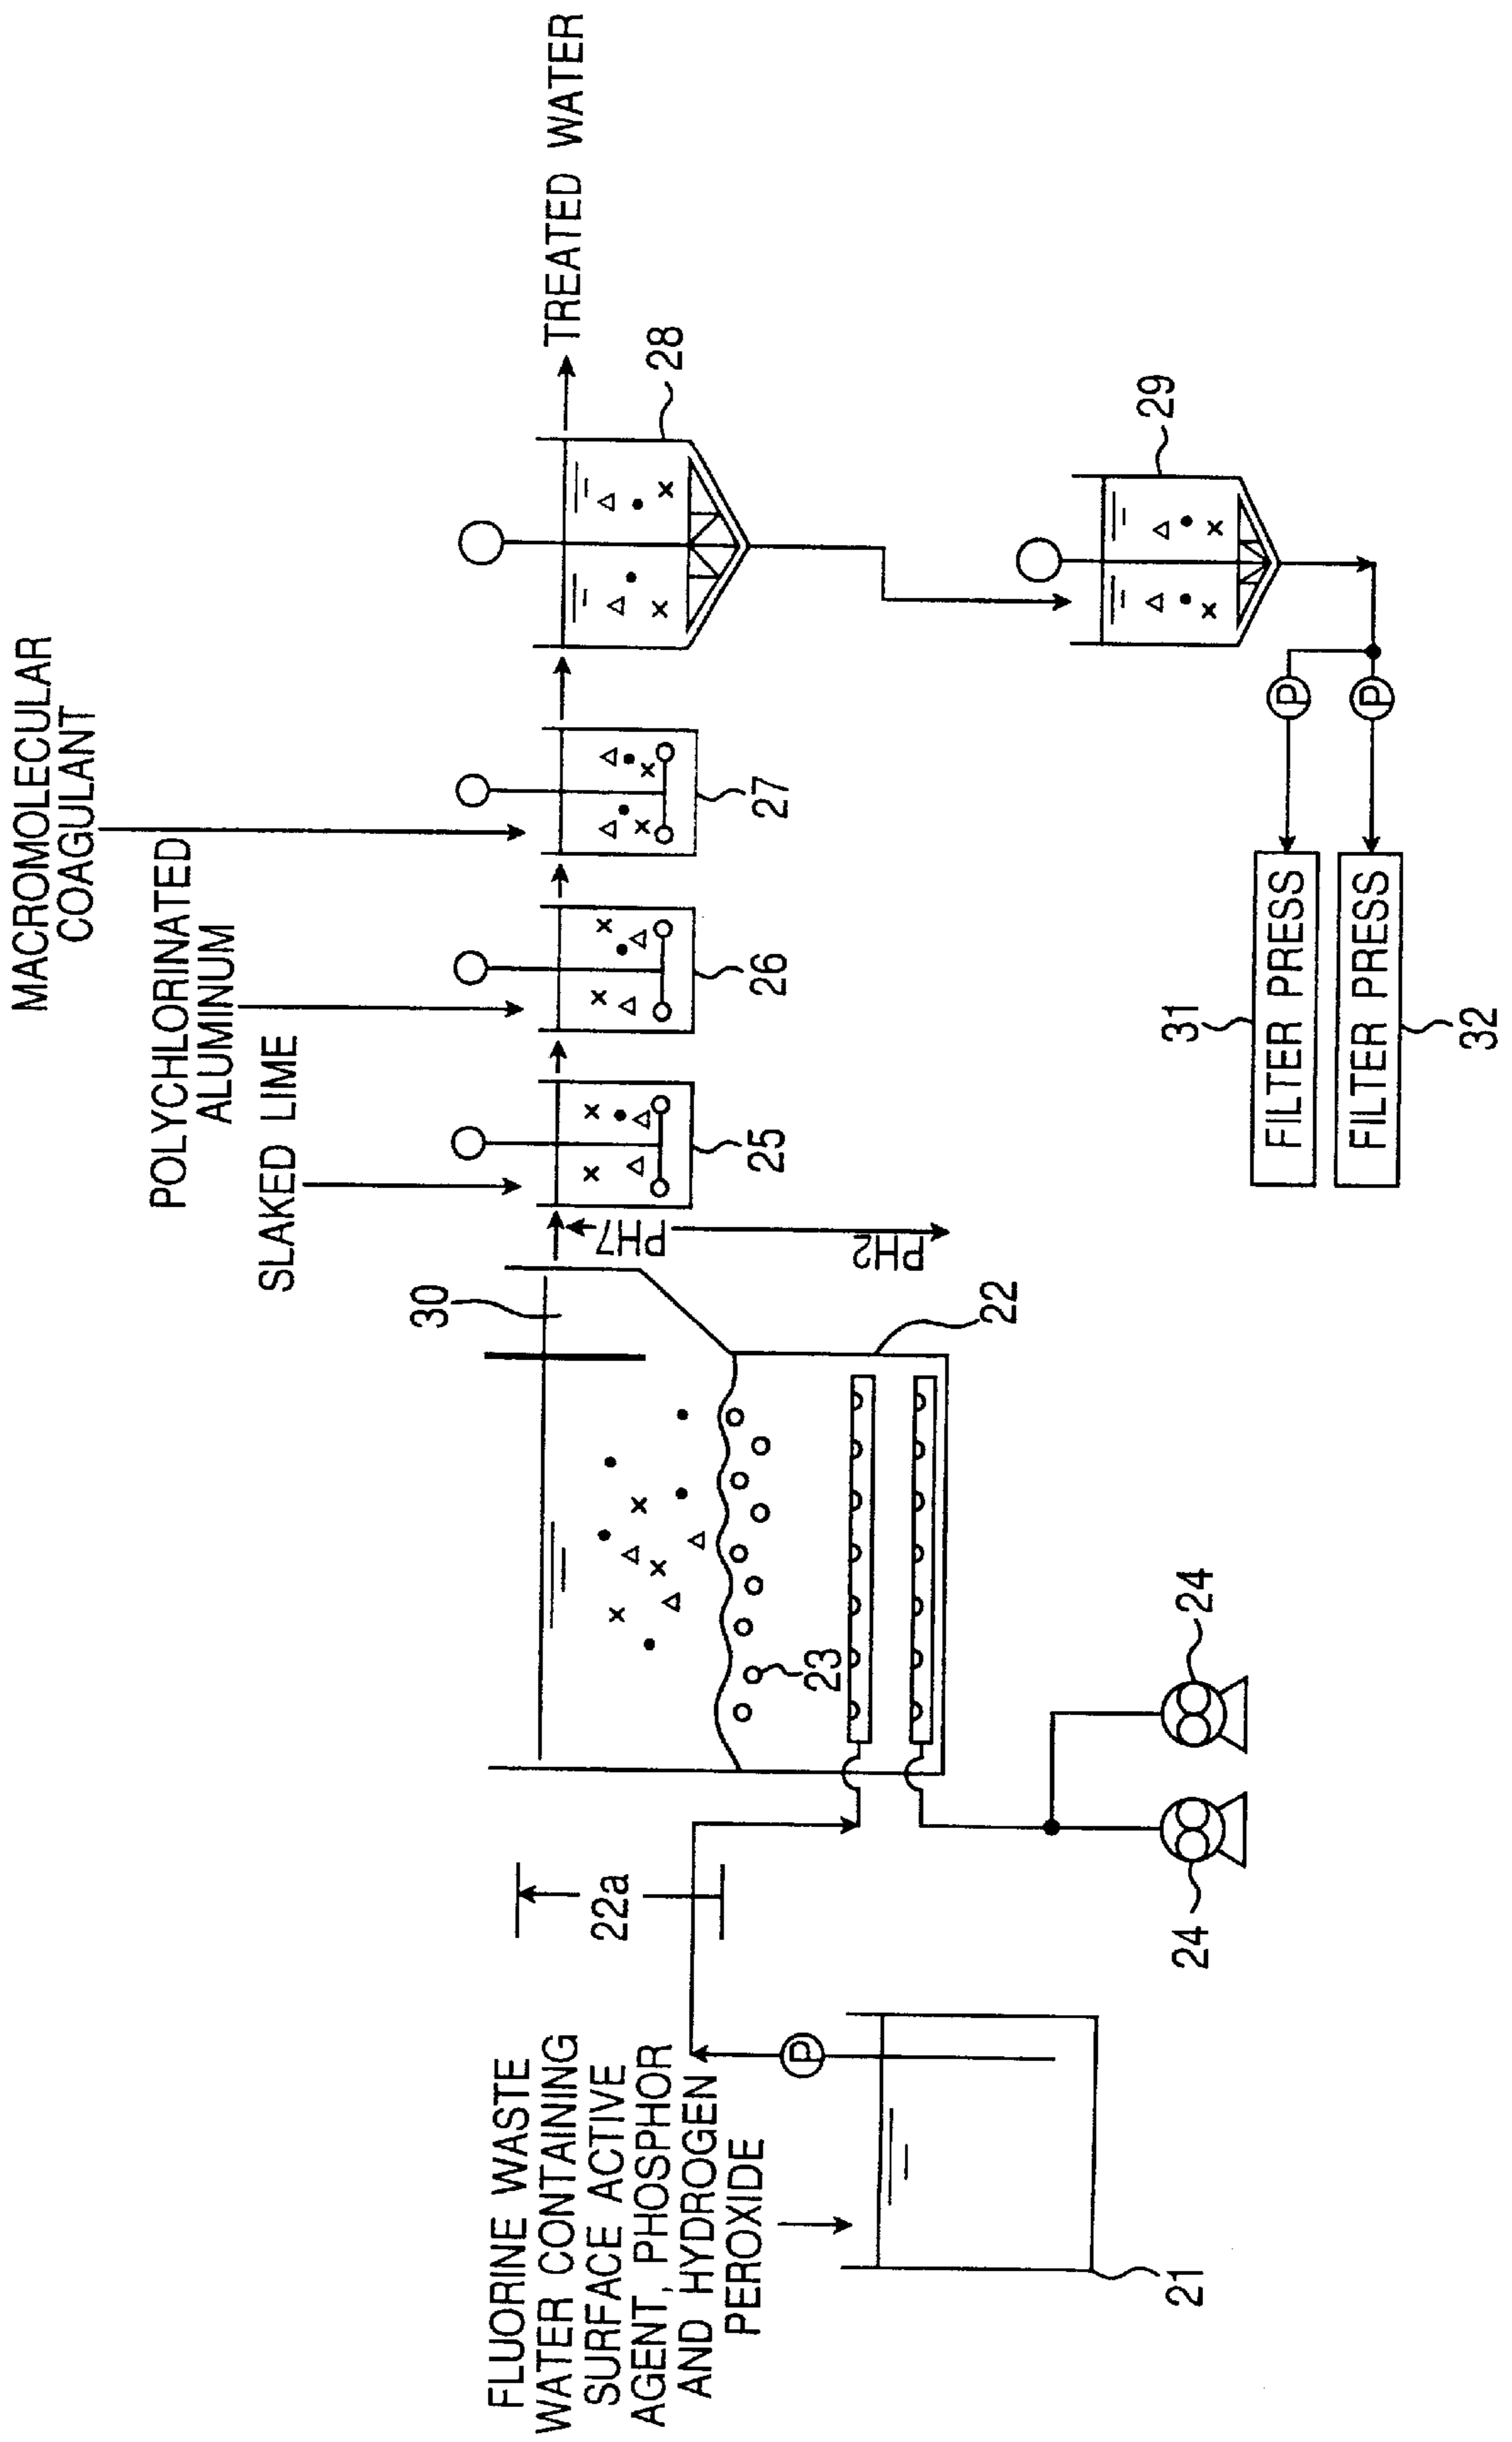 MACROMOLECULAR
COAGULANT
POLYCHLORINATED
ALUMINUM
SLAKED LIME
FLUORINE WASTE
WATER CONTAINING
SURFACE ACTIVE
AGENT, PHOSPHOR
AND HYDROGEN
PEROXIDE
22a
30
PH7
PH2
TREATED WATER
21
P
22
23
24
24
25
26
27
28
29
P
P
31
FILTER PRESS
FILTER PRESS
32